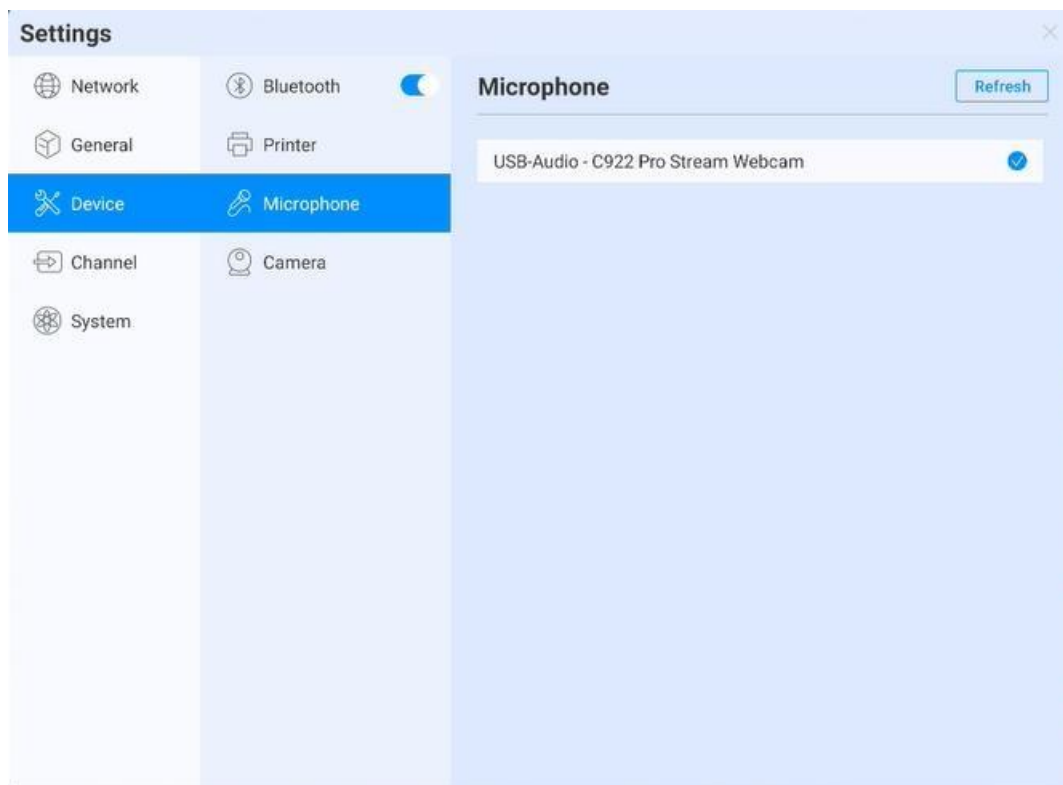 Settings
Network
General
Device
Channel
System
Bluetooth
Printer
Microphone
Camera
Microphone
Refresh
USB-Audio - C922 Pro Stream Webcam